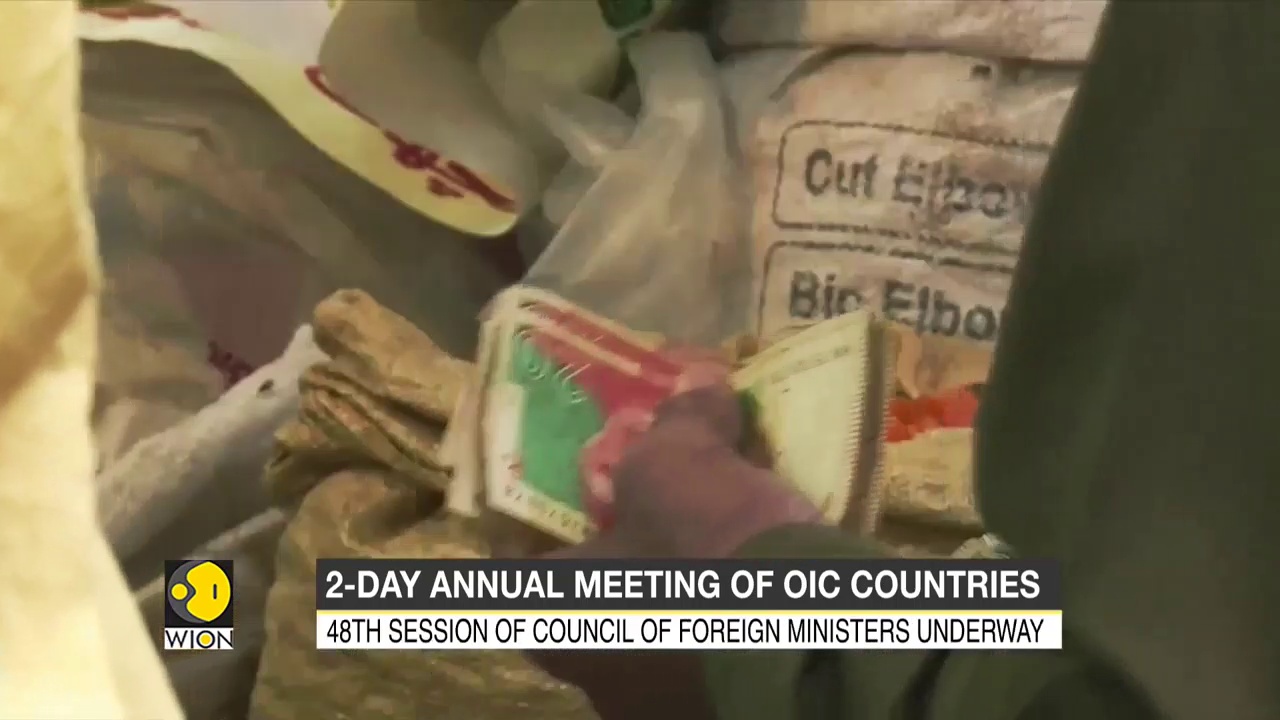 Cut Elbow
Big Elbo
2-DAY ANNUAL MEETING OF OIC COUNTRIES
48TH SESSION OF COUNCIL OF FOREIGN MINISTERS UNDERWAY
WION